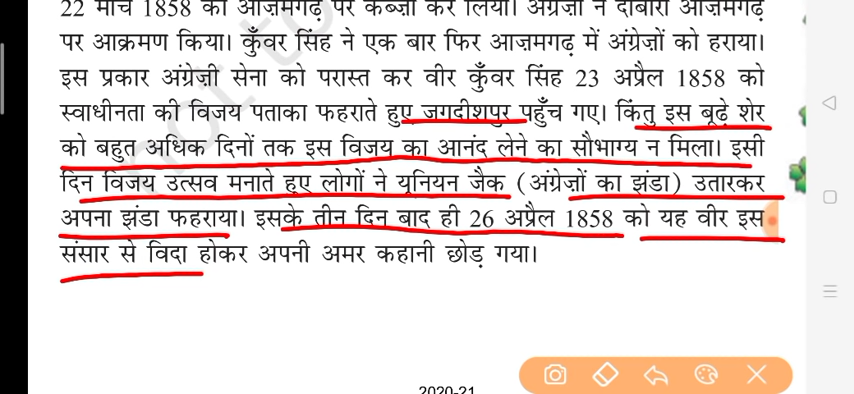 22 मार्च 1858 को आज़मगढ़ पर कब्ज़ा कर लिया। अंग्रेज़ों ने दोबारा आज़मगढ़
पर आक्रमण किया। कुँवर सिंह ने एक बार फिर आज़मगढ़ में अंग्रेज़ों को हराया।
इस प्रकार अंग्रेज़ी सेना को परास्त कर वीर कुँवर सिंह 23 अप्रैल 1858 को
स्वाधीनता की विजय पताका फहराते हुए जगदीशपुर पहुँच गए। किंतु इस बूढ़े शेर
को बहुत अधिक दिनों तक इस विजय का आनंद लेने का सौभाग्य न मिला। इसी
दिन विजय उत्सव मनाते हुए लोगों ने यूनियन जैक (अंग्रेज़ों का झंडा) उतारकर
अपना झंडा फहराया। इसके तीन दिन बाद ही 26 अप्रैल 1858 को यह वीर इस
संसार से विदा होकर अपनी अमर कहानी छोड़ गया।
2020-21